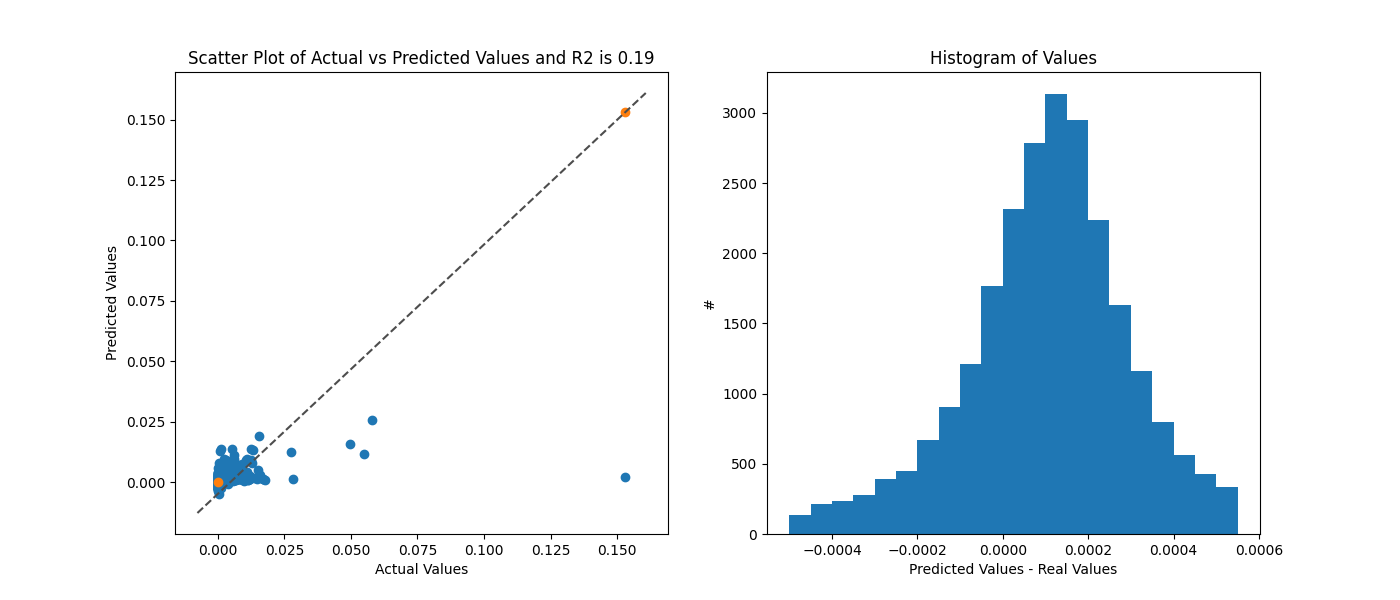 Scatter Plot of Actual vs Predicted Values and R2 is 0.19
0.150
0.125
0.100
0.075
0.050
0.025
0.000
Predicted Values
0.000 0.025 0.050 0.075 0.100 0.125 0.150
Actual Values
Histogram of Values
3000
2500
2000
1500
1000
500
0
#
−0.0004 −0.0002 0.0000 0.0002 0.0004 0.0006
Predicted Values - Real Values